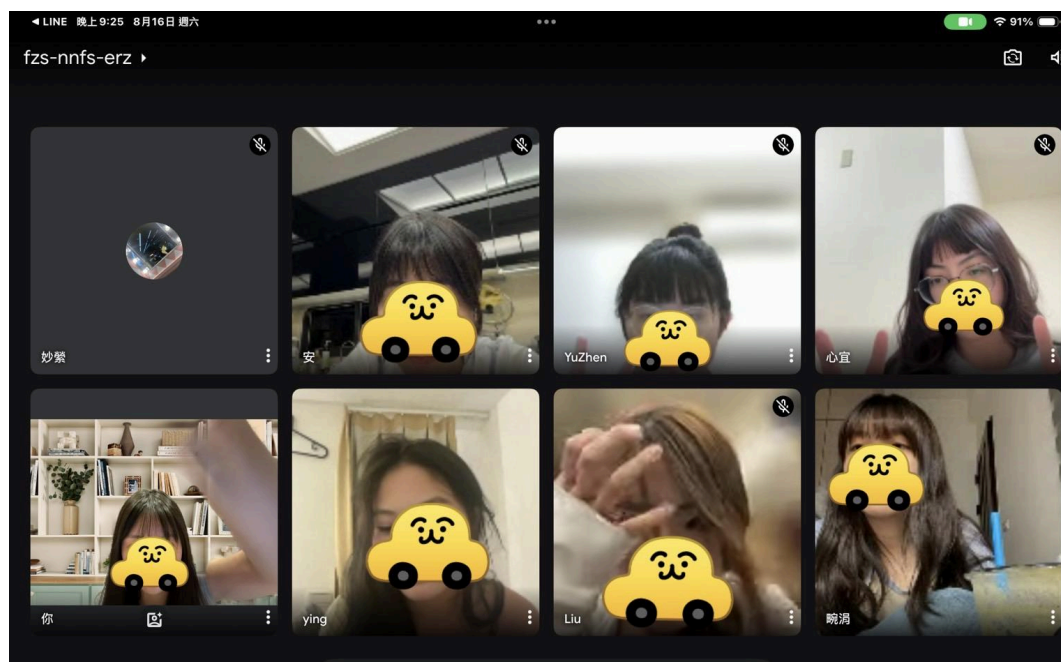 LINE 晚上9:25 8月16日 週六
91%
fzs-nnfs-erz
妙縈
安
YuZhen
心宜
你
ying
Liu
畹涓